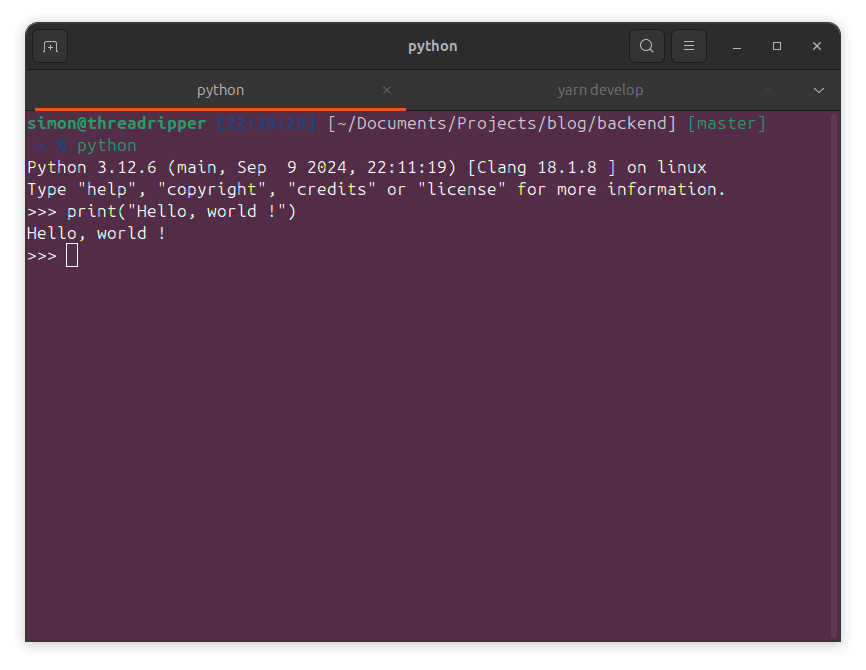 python
python
yarn develop
simon@threadripper [22:35:29] [~/Documents/Projects/blog/backend] [master]
-> % python
Python 3.12.6 (main, Sep  9 2024, 22:11:19) [Clang 18.1.8 ] on linux
Type "help", "copyright", "credits" or "license" for more information.
>>> print("Hello, world !")
Hello, world !
>>>